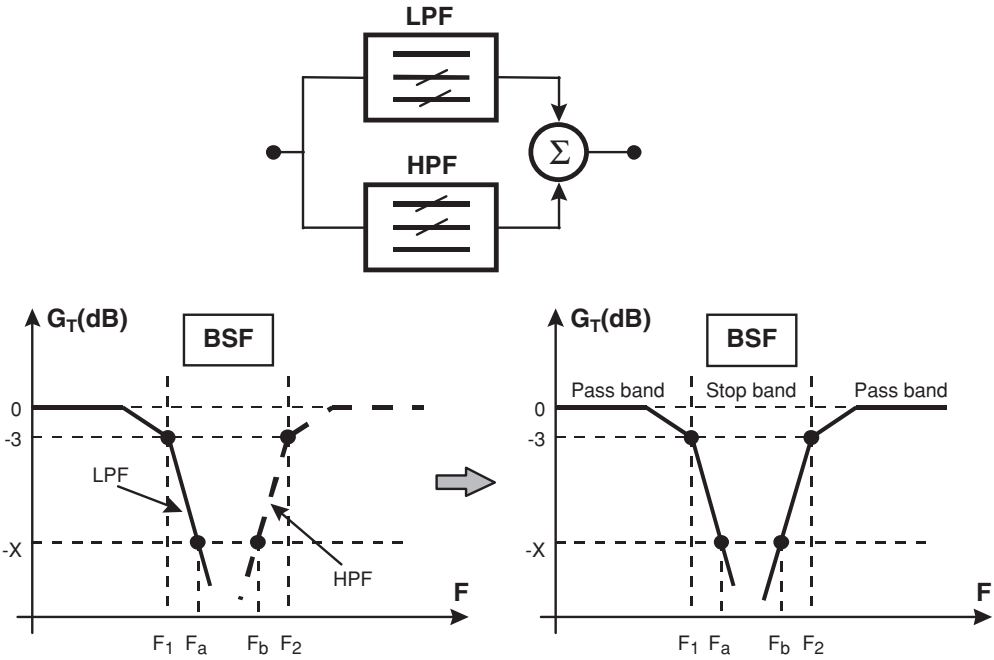 LPF
HPF
Σ
G_T(dB)
BSF
0
-3
LPF
-X
HPF
F
F_1 F_a F_b F_2
G_T(dB)
BSF
Pass band Stop band Pass band
0
-3
-X
F
F_1 F_a F_b F_2